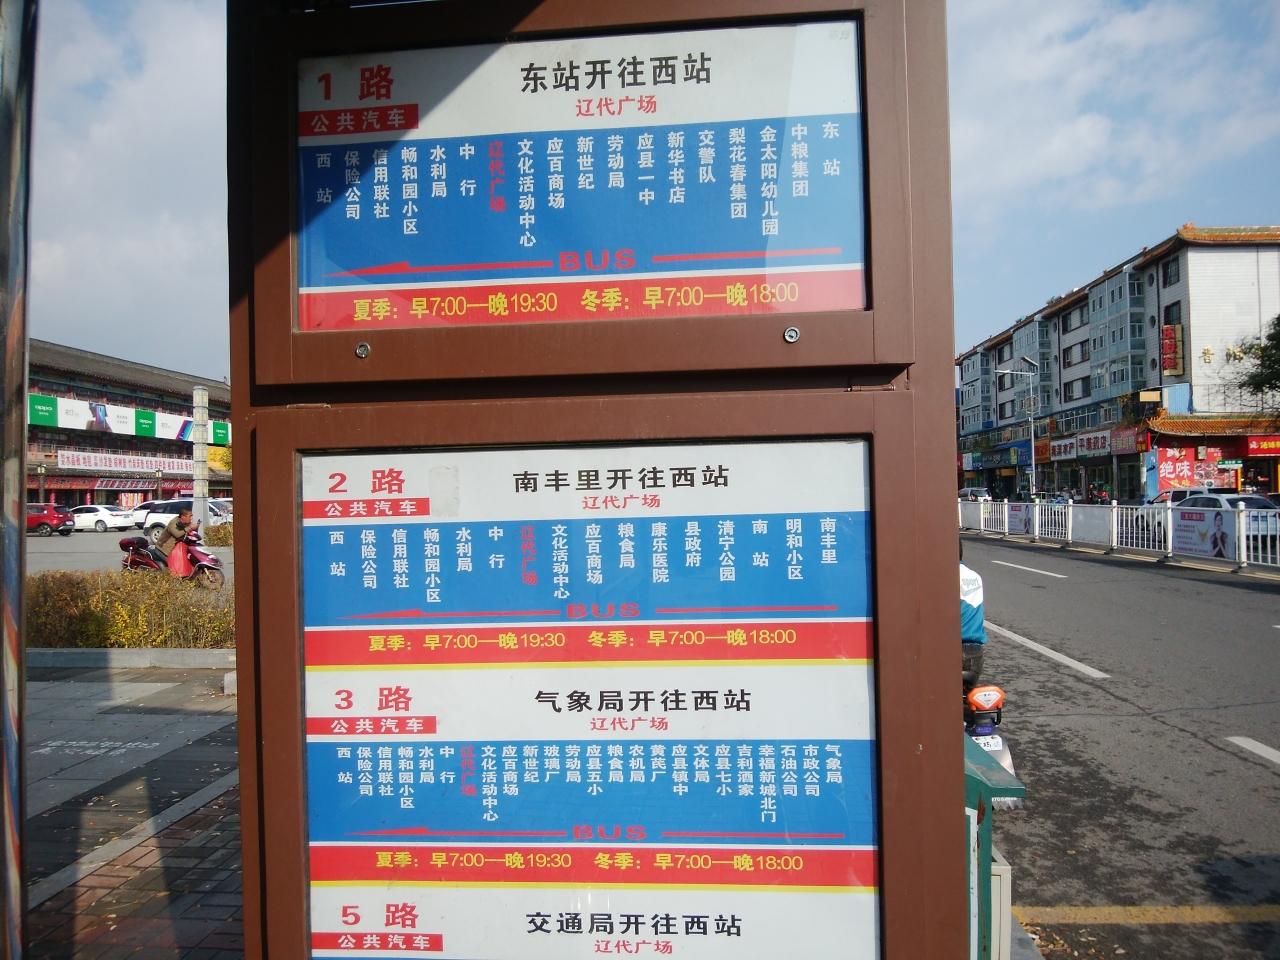 1 路
公共汽车
东站开往西站
辽代广场
西站
保险公司
信用联社
畅和园小区
水利局
中行
辽代广场
文化活动中心
应百商场
新世纪
劳动局
应县一中
新华书店
交警队
梨花春集团
金太阳幼儿园
中粮集团
东站
BUS
夏季：早7:00—晚19:30 冬季：早7:00—晚18:00
2 路
公共汽车
南丰里开往西站
辽代广场
西站
保险公司
信用联社
畅和园小区
水利局
中行
辽代广场
文化活动中心
应百商场
粮食局
康乐医院
县政府
清宁公园
南站
明和小区
南丰里
BUS
夏季：早7:00—晚19:30 冬季：早7:00—晚18:00
3 路
公共汽车
气象局开往西站
辽代广场
西站
保险公司
信用联社
畅和园小区
水利局
中行
辽代广场
文化活动中心
应百商场
新世纪
玻璃厂
劳动局
应县五小
粮食局
农机局
黄芪厂
应县镇中
文体局
应县七小
吉利酒家
幸福新城北门
石油公司
市政公司
气象局
BUS
夏季：早7:00—晚19:30 冬季：早7:00—晚18:00
5 路
公共汽车
交通局开往西站
辽代广场
oppo
oppo
绝味